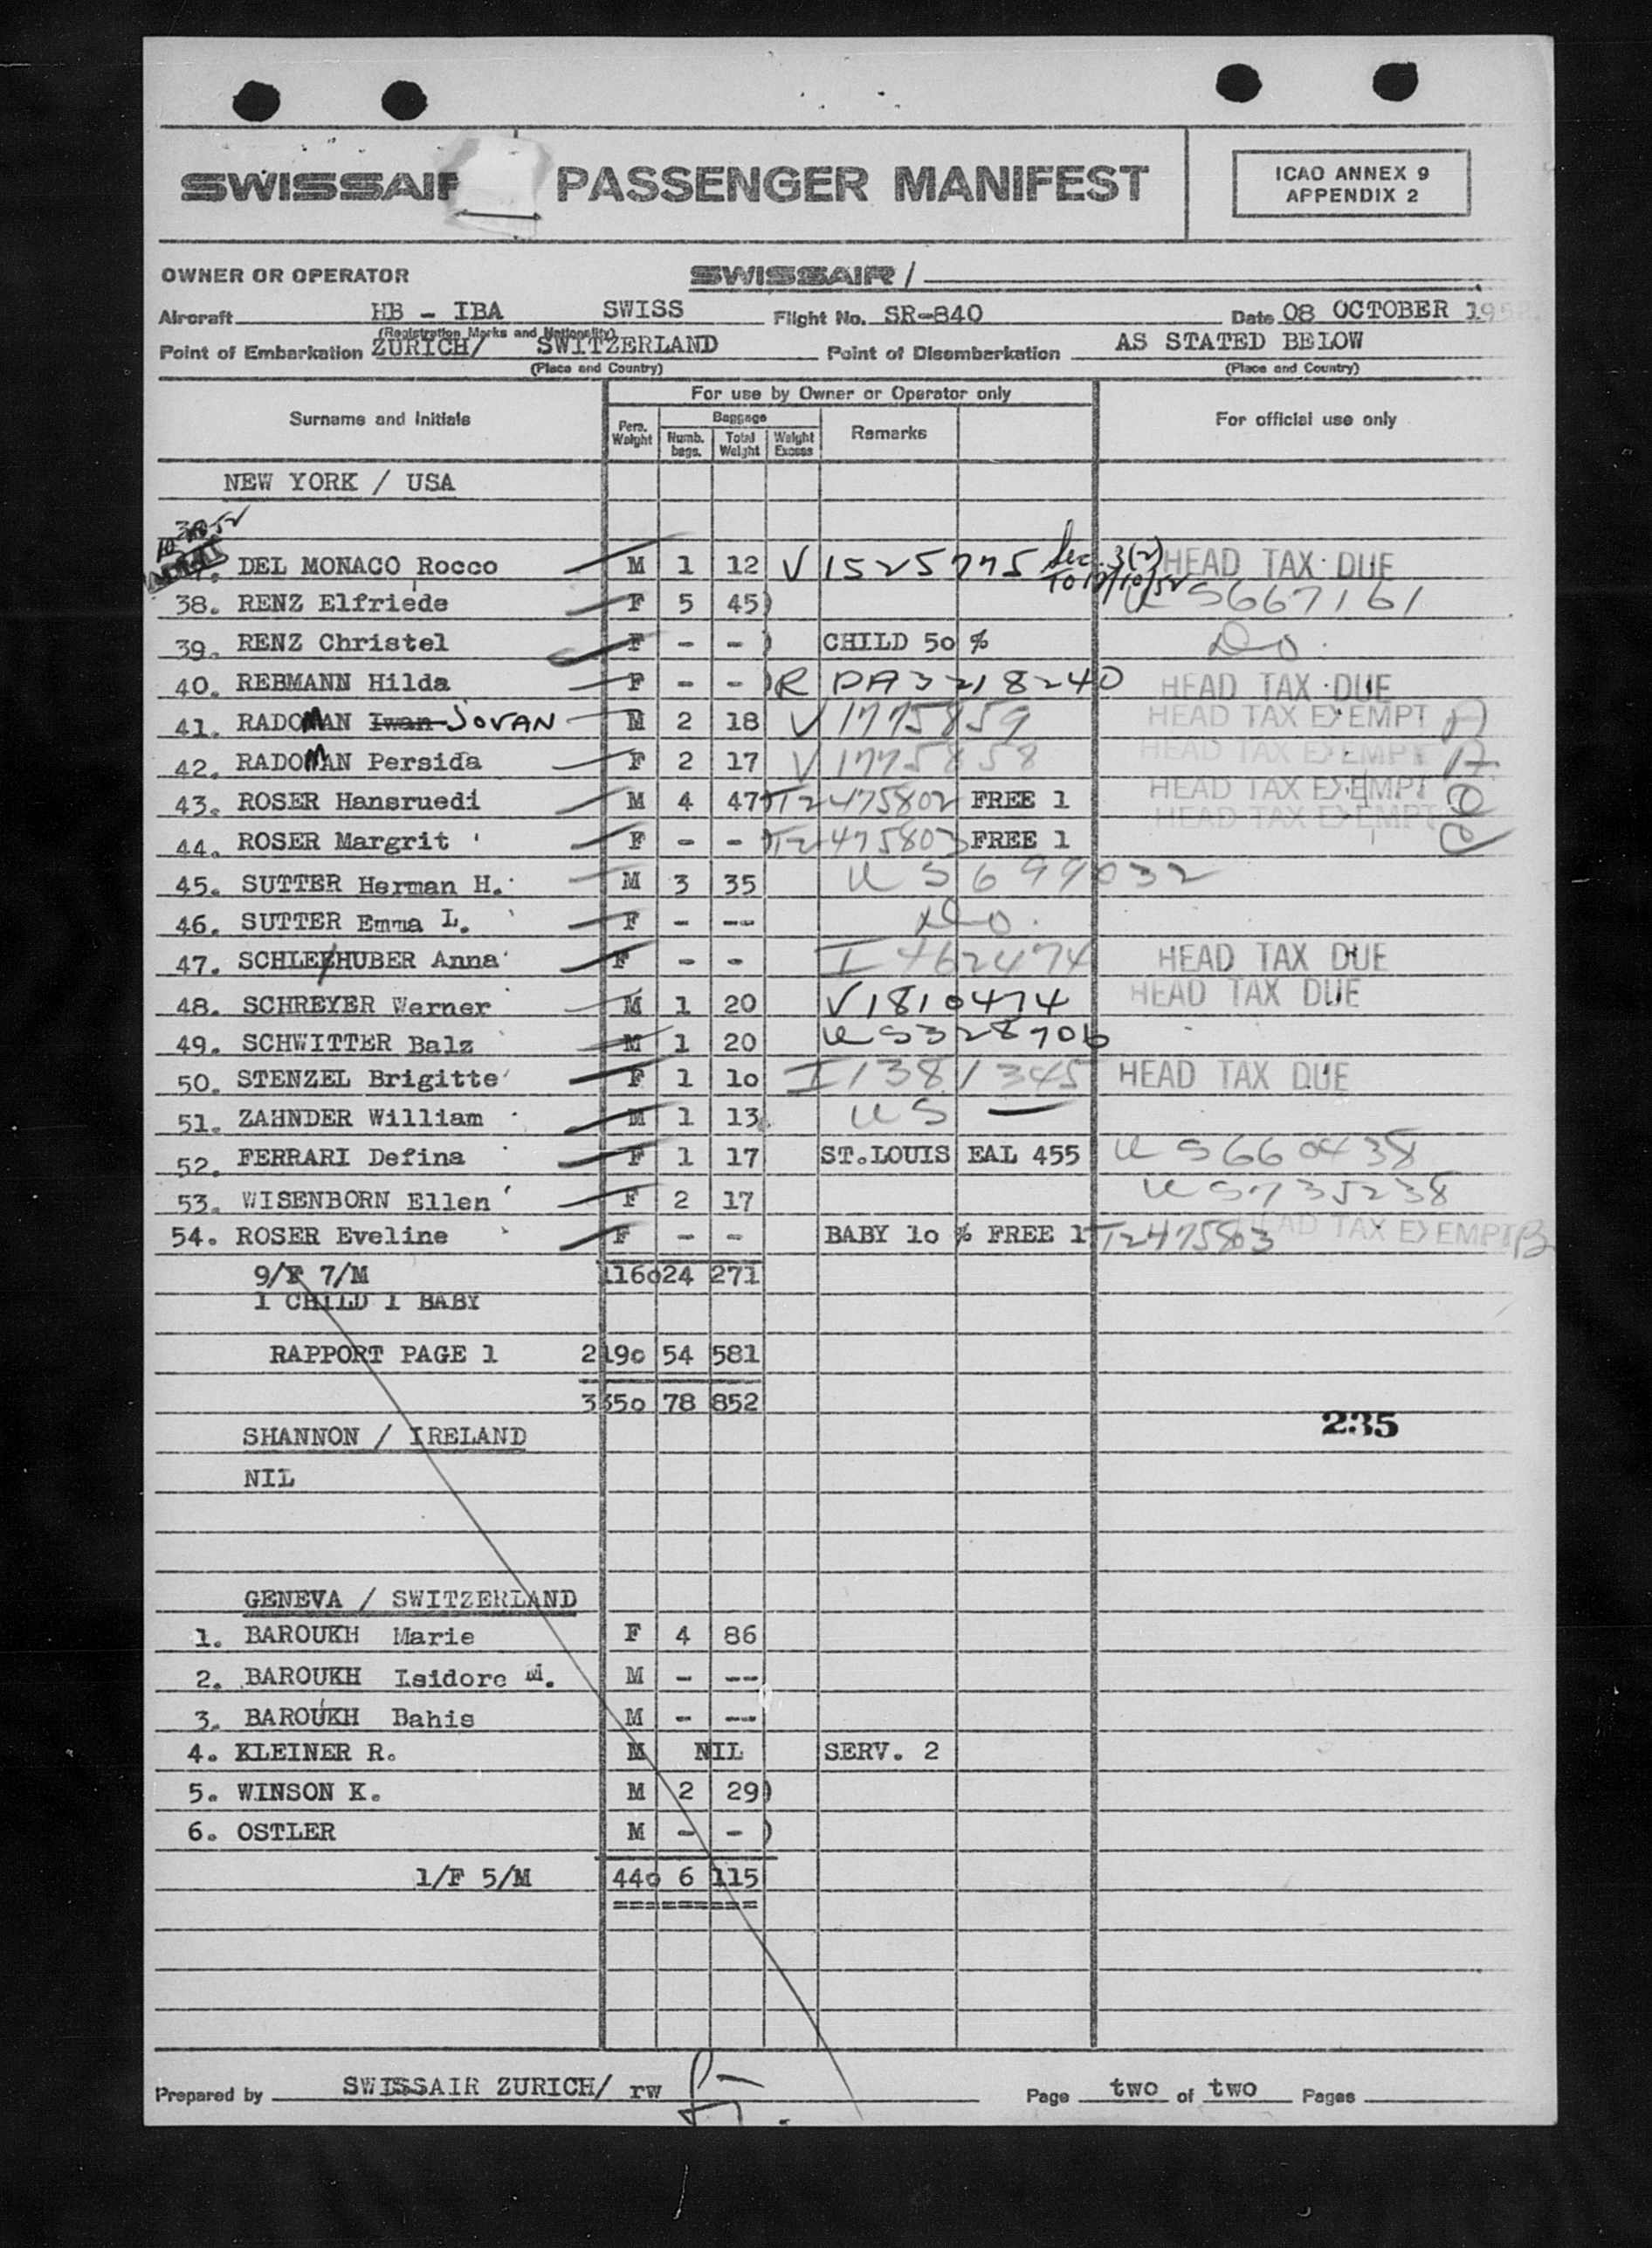 SWISSAIR PASSENGER MANIFEST
ICAO ANNEX 9
APPENDIX 2
OWNER OR OPERATOR SWISSAIR /
Aircraft HB - IBA SWISS Flight No. SR-840 Date 08 OCTOBER 195
(Registration Marks and Nationality)
Point of Embarkation ZURICH/ SWITZERLAND Point of Disembarkation AS STATED BELOW
(Place and Country) (Place and Country)
For use by Owner or Operator only
Surname and Initials Pers. Weight Baggage Numb. bags. Total Weight Weight Excess Remarks For official use only
NEW YORK / USA
DEL MONACO Rocco M 1 12 V1525775 Sec. 3(2) HEAD TAX DUE
38. RENZ Elfriede F 5 45) US667161
39. RENZ Christel F - - ) CHILD 50 % Do.
40. REBMANN Hilda F - - ) R PA3218240 HEAD TAX DUE
41. RADOMAN Iwan JOVAN M 2 18 V1775859 HEAD TAX EXEMPT
42. RADOMAN Persida F 2 17 V1775858 HEAD TAX EXEMPT
43. ROSER Hansruedi M 4 47) T2475802 FREE 1 HEAD TAX EXEMPT
44. ROSER Margrit F - - ) T2475803 FREE 1 HEAD TAX EXEMPT
45. SUTTER Herman H. M 3 35 US699032
46. SUTTER Emma L. F - -- Do.
47. SCHLEEHUBER Anna F - - I462474 HEAD TAX DUE
48. SCHREYER Werner M 1 20 V1810474 HEAD TAX DUE
49. SCHWITTER Balz M 1 20 US328706
50. STENZEL Brigitte F 1 10 I1381345 HEAD TAX DUE
51. ZAHNDER William M 1 13 US —
52. FERRARI Defina F 1 17 ST.LOUIS EAL 455 US660438
53. WISENBORN Ellen F 2 17 US735238
54. ROSER Eveline F - - BABY 10 % FREE 1 T2475803 HEAD TAX EXEMPT B
9/F 7/M 1160 24 271
1 CHILD 1 BABY
RAPPORT PAGE 1 2190 54 581
3350 78 852
235
SHANNON / IRELAND
NIL
GENEVA / SWITZERLAND
1. BAROUKH Marie F 4 86
2. BAROUKH Isidore M. M - --
3. BAROUKH Bahis M - --
4. KLEINER R. M NIL SERV. 2
5. WINSON K. M 2 29)
6. OSTLER M - - )
1/F 5/M 440 6 115
=========
Prepared by SWISSAIR ZURICH/ rw Page two of two Pages